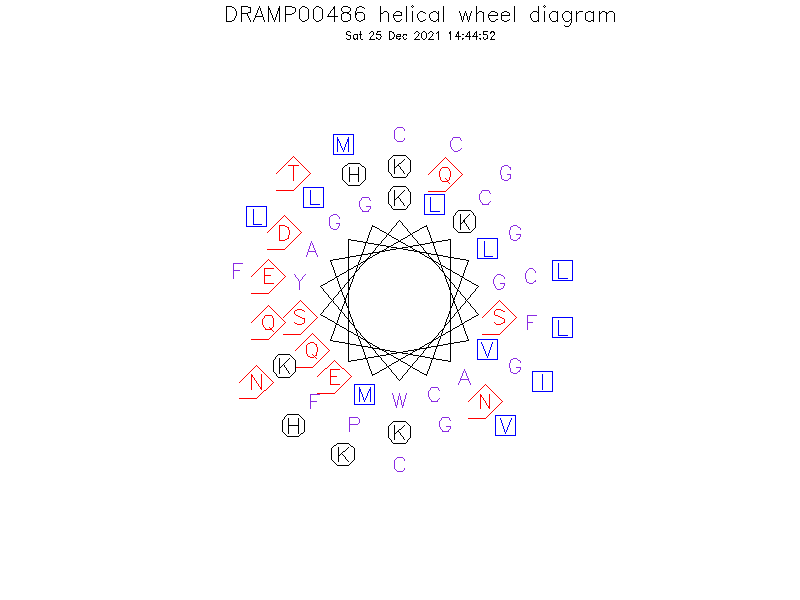 DRAMP00486 helical wheel diagram
Sat 25 Dec 2021 14:44:52
C
M C
K
T H Q G
K C
L G L
L K
D G G
A L
F E Y G C L
Q S S F L
Q V
K G
N E A I
F M W C N
H P G V
K
K
C